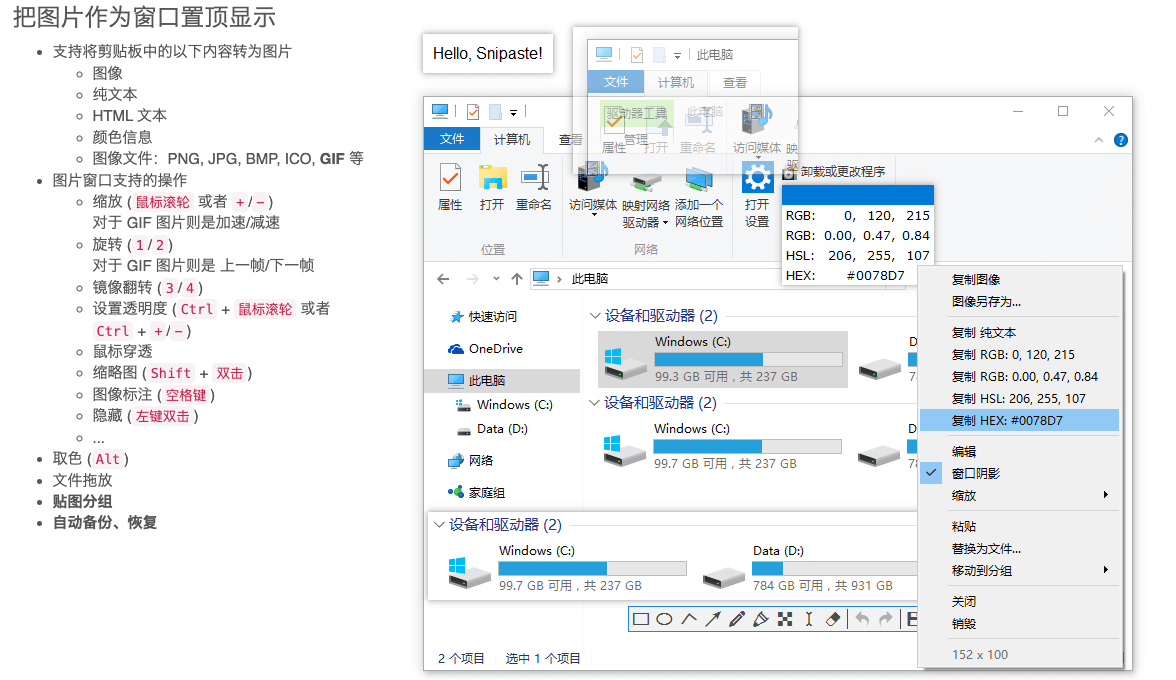 把图片作为窗口置顶显示
支持将剪贴板中的以下内容转为图片
图像
纯文本
HTML 文本
颜色信息
图像文件：PNG, JPG, BMP, ICO, GIF 等
图片窗口支持的操作
缩放 ( 鼠标滚轮 或者 + / − )
对于 GIF 图片则是加速/减速
旋转 ( 1 / 2 )
对于 GIF 图片则是 上一帧/下一帧
镜像翻转 ( 3 / 4 )
设置透明度 ( Ctrl + 鼠标滚轮 或者
Ctrl + + / − )
鼠标穿透
缩略图 ( Shift + 双击 )
图像标注 ( 空格键 )
隐藏 ( 左键双击 )
...
取色 ( Alt )
文件拖放
贴图分组
自动备份、恢复
Hello, Snipaste!
此电脑
文件 计算机 查看
驱动器工具 此电脑
管理
属性 打开 重命名 访问媒体 映
驱
文件 计算机 查看
属性 打开 重命名 访问媒体 映射网络 添加一个 打开
驱动器 网络位置 设置
卸载或更改程序
位置 网络
RGB: 0, 120, 215
RGB: 0.00, 0.47, 0.84
HSL: 206, 255, 107
HEX: #0078D7
此电脑
快速访问
OneDrive
此电脑
Windows (C:)
Data (D:)
网络
家庭组
设备和驱动器 (2)
Windows (C:) D
99.3 GB 可用，共 237 GB 78
设备和驱动器 (2)
Windows (C:) D
99.7 GB 可用，共 237 GB 78
设备和驱动器 (2)
Windows (C:) Data (D:)
99.7 GB 可用，共 237 GB 784 GB 可用，共 931 GB
2 个项目 选中 1 个项目
复制图像
图像另存为...
复制 纯文本
复制 RGB: 0, 120, 215
复制 RGB: 0.00, 0.47, 0.84
复制 HSL: 206, 255, 107
复制 HEX: #0078D7
编辑
窗口阴影
缩放
粘贴
替换为文件...
移动到分组
关闭
销毁
152 x 100